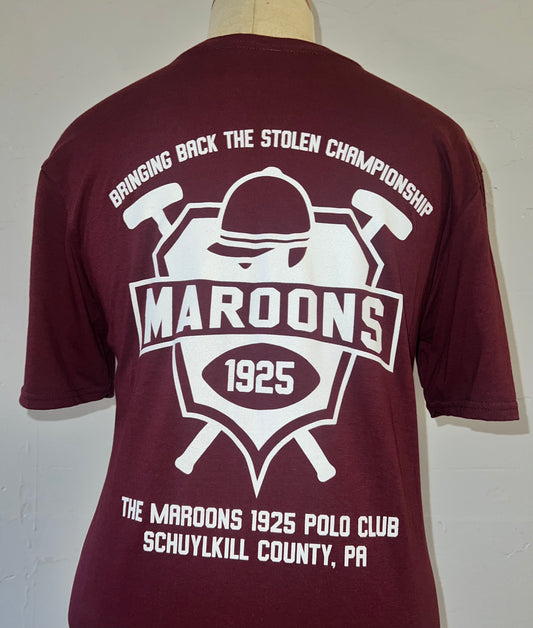 BRINGING BACK THE STOLEN CHAMPIONSHIP
MAROONS
1925
THE MAROONS 1925 POLO CLUB
SCHUYLKILL COUNTY, PA